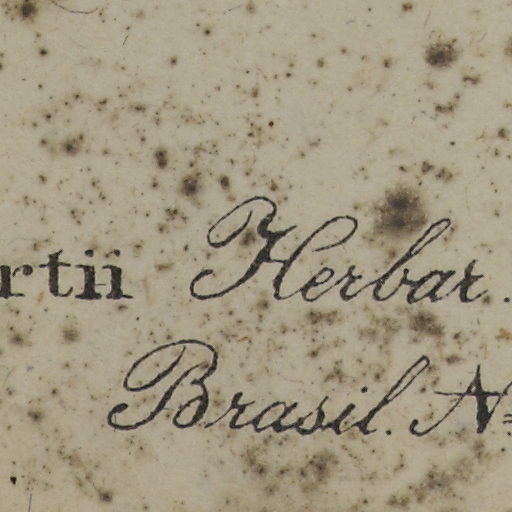 rtii Herbar.
Brasil. N